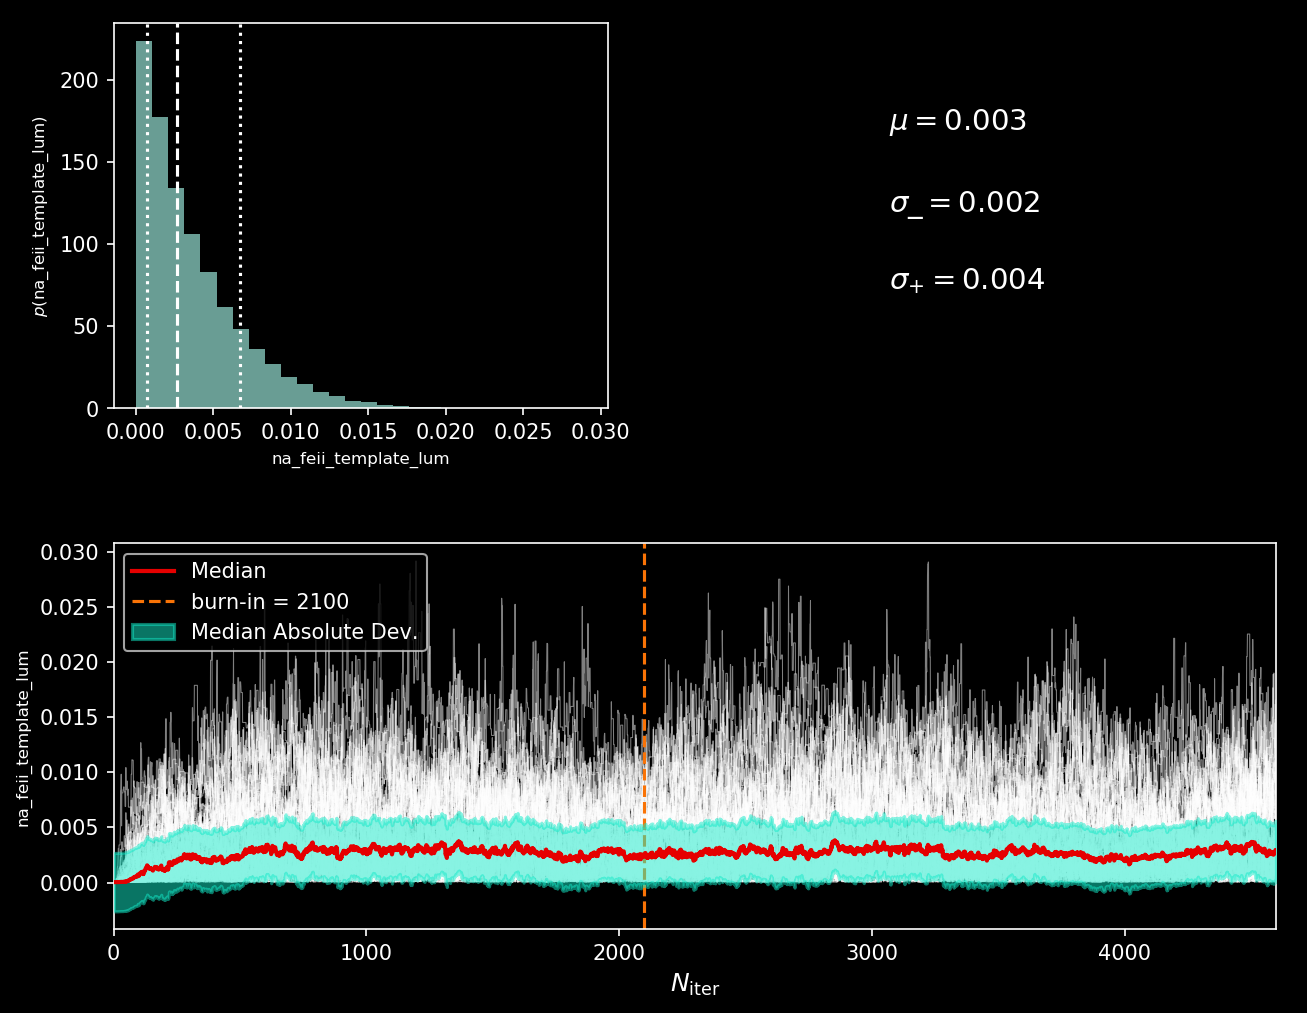 p(na_feii_template_lum)
200
150
100
50
0
0.000 0.005 0.010 0.015 0.020 0.025 0.030
na_feii_template_lum
μ = 0.003
σ_ = 0.002
σ+ = 0.004
na_feii_template_lum
0.030
0.025
0.020
0.015
0.010
0.005
0.000
Median
burn-in = 2100
Median Absolute Dev.
0 1000 2000 3000 4000
Niter